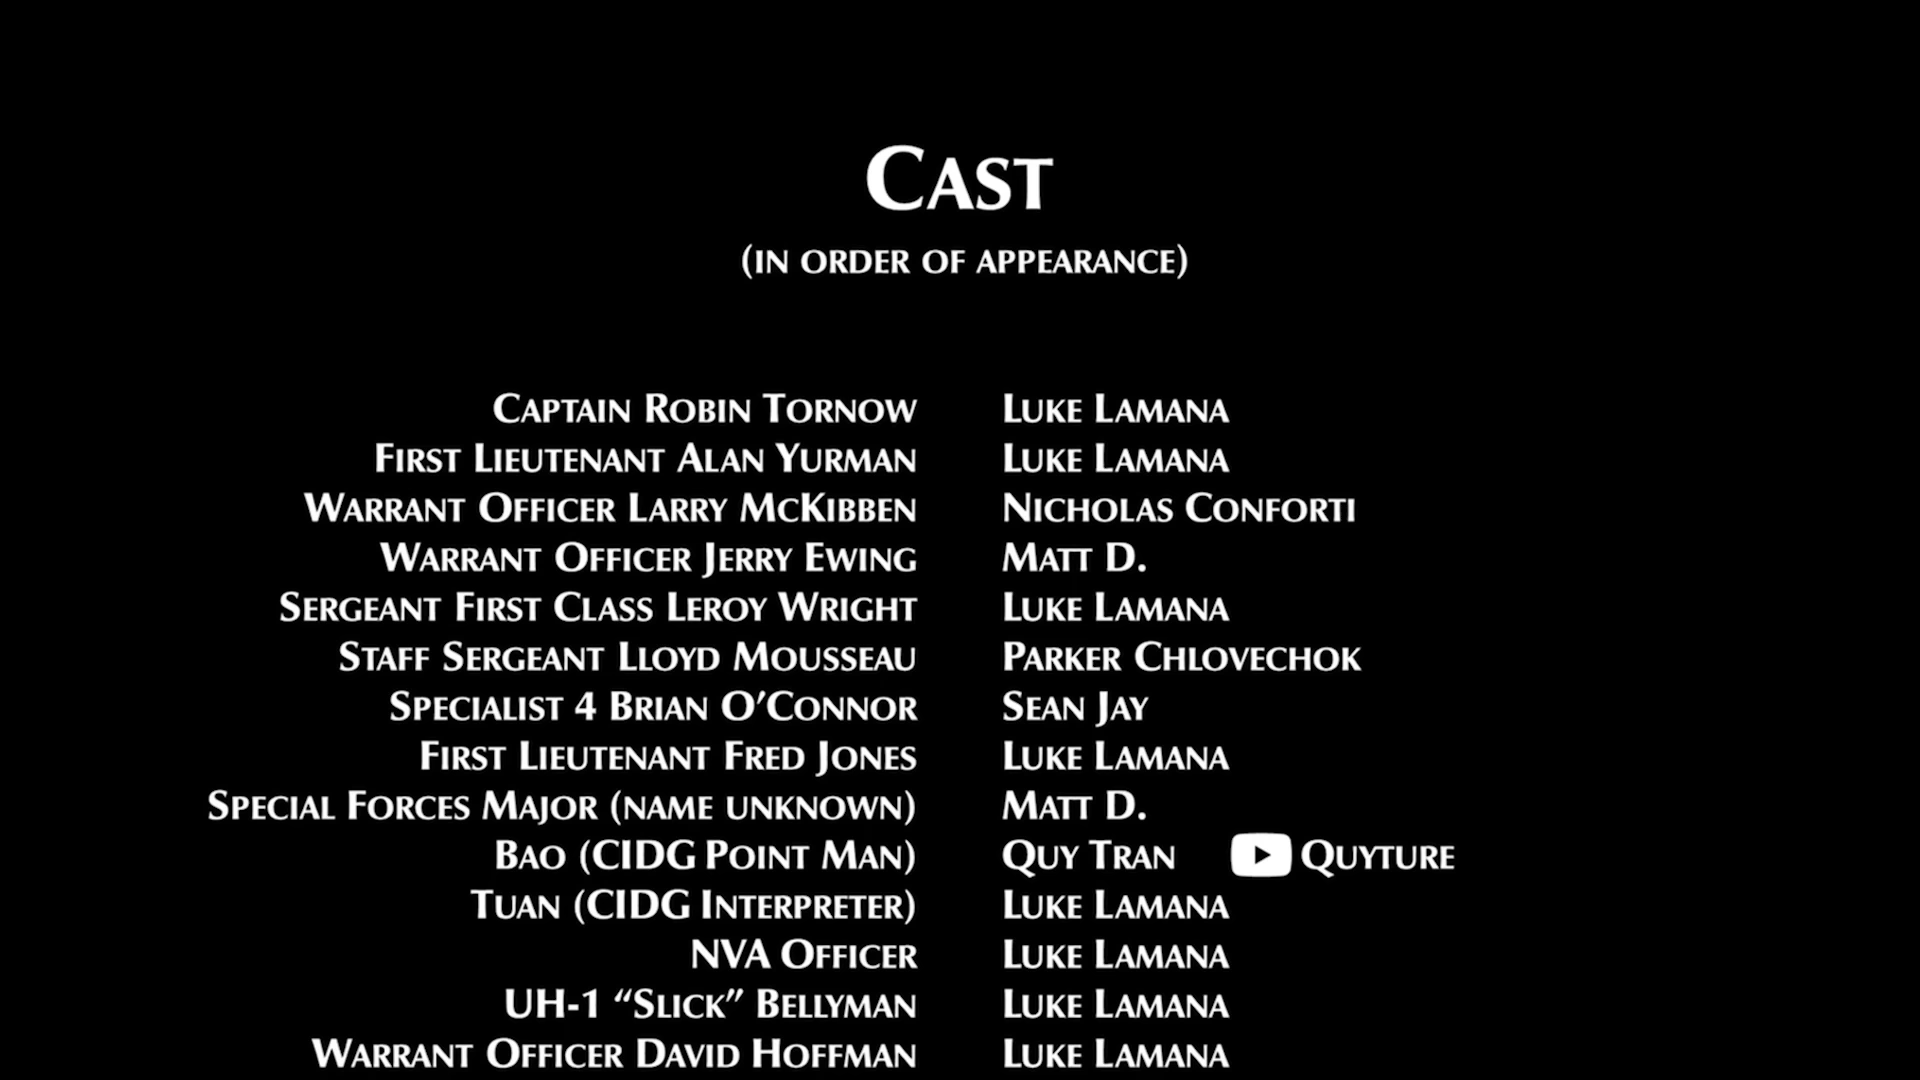 Cast
(in order of appearance)
Captain Robin Tornow Luke Lamana
First Lieutenant Alan Yurman Luke Lamana
Warrant Officer Larry McKibben Nicholas Conforti
Warrant Officer Jerry Ewing Matt D.
Sergeant First Class Leroy Wright Luke Lamana
Staff Sergeant Lloyd Mousseau Parker Chlovechok
Specialist 4 Brian O’Connor Sean Jay
First Lieutenant Fred Jones Luke Lamana
Special Forces Major (name unknown) Matt D.
Bao (CIDG Point Man) Quy Tran Quyture
Tuan (CIDG Interpreter) Luke Lamana
NVA Officer Luke Lamana
UH-1 “Slick” Bellyman Luke Lamana
Warrant Officer David Hoffman Luke Lamana